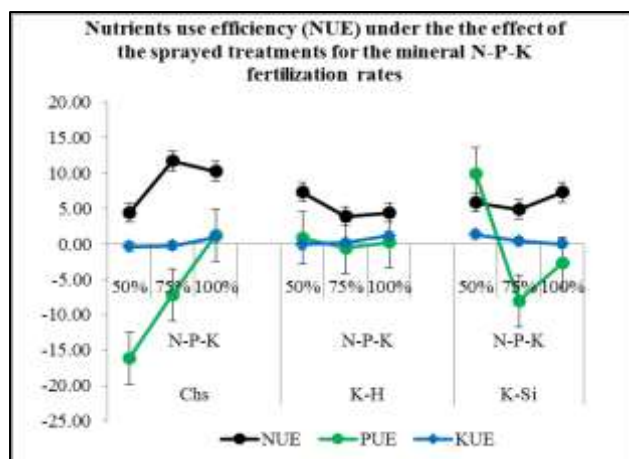 Nutrients use efficiency (NUE) under the the effect of
the sprayed treatments for the mineral N-P-K
fertilization rates
20.00
15.00
10.00
5.00
0.00
-5.00
-10.00
-15.00
-20.00
-25.00
50% 75% 100% 50% 75% 100% 50% 75% 100%
N-P-K N-P-K N-P-K
Chs K-H K-Si
NUE PUE KUE